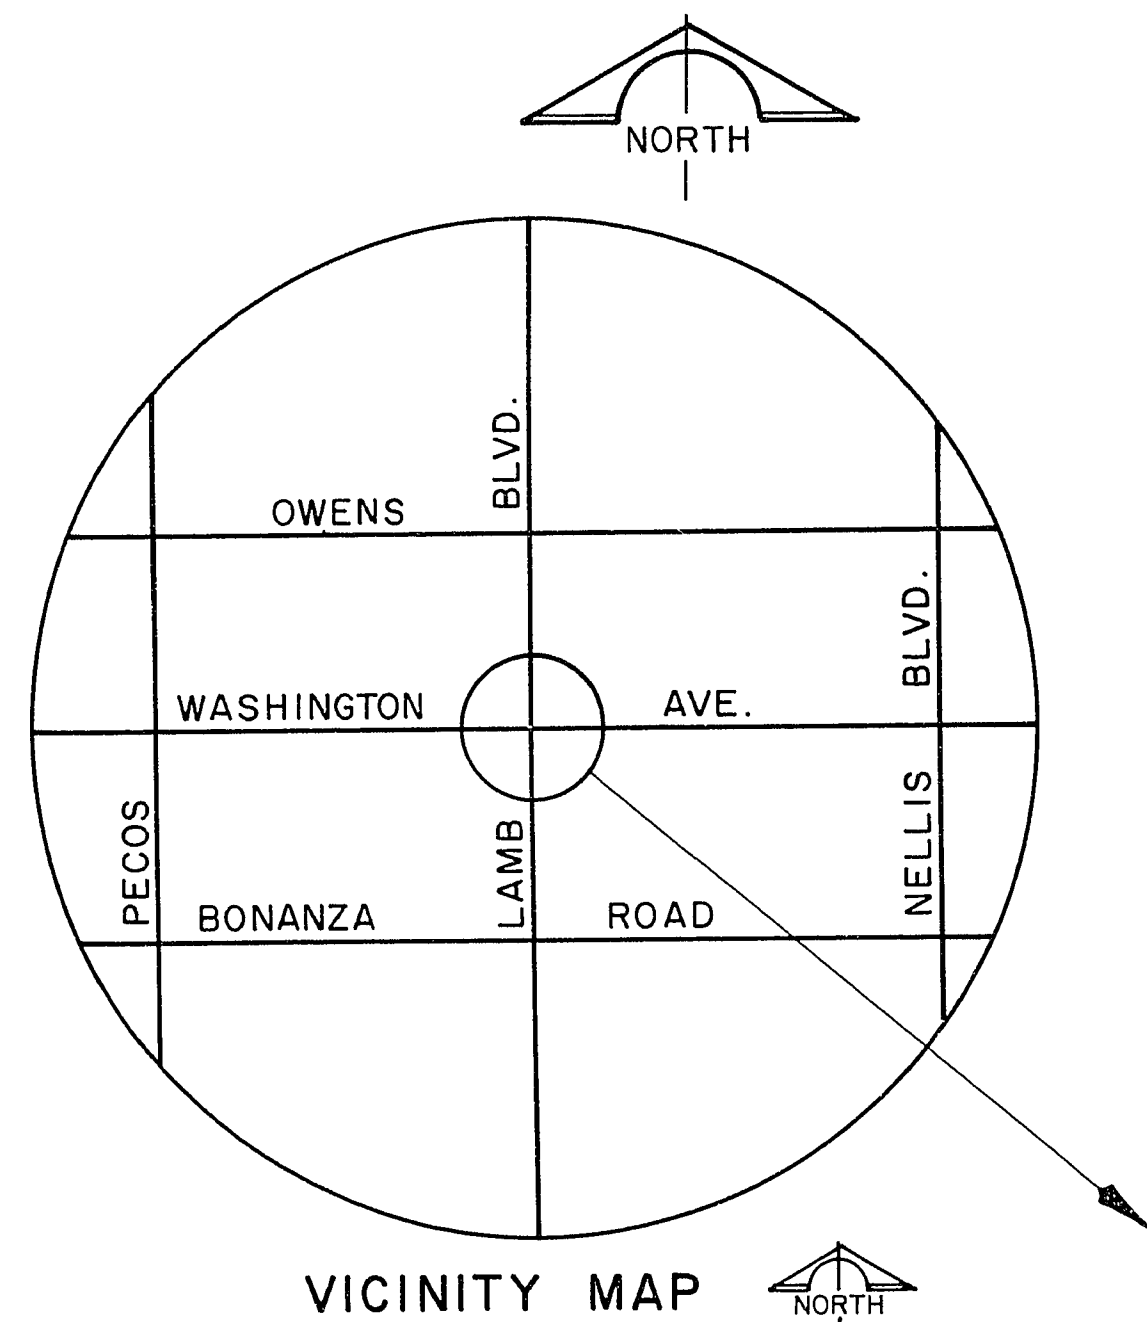 NORTH
BLVD.
OWENS
BLVD.
WASHINGTON AVE.
PECOS
LAMB
NELLIS
BONANZA ROAD
VICINITY MAP
NORTH